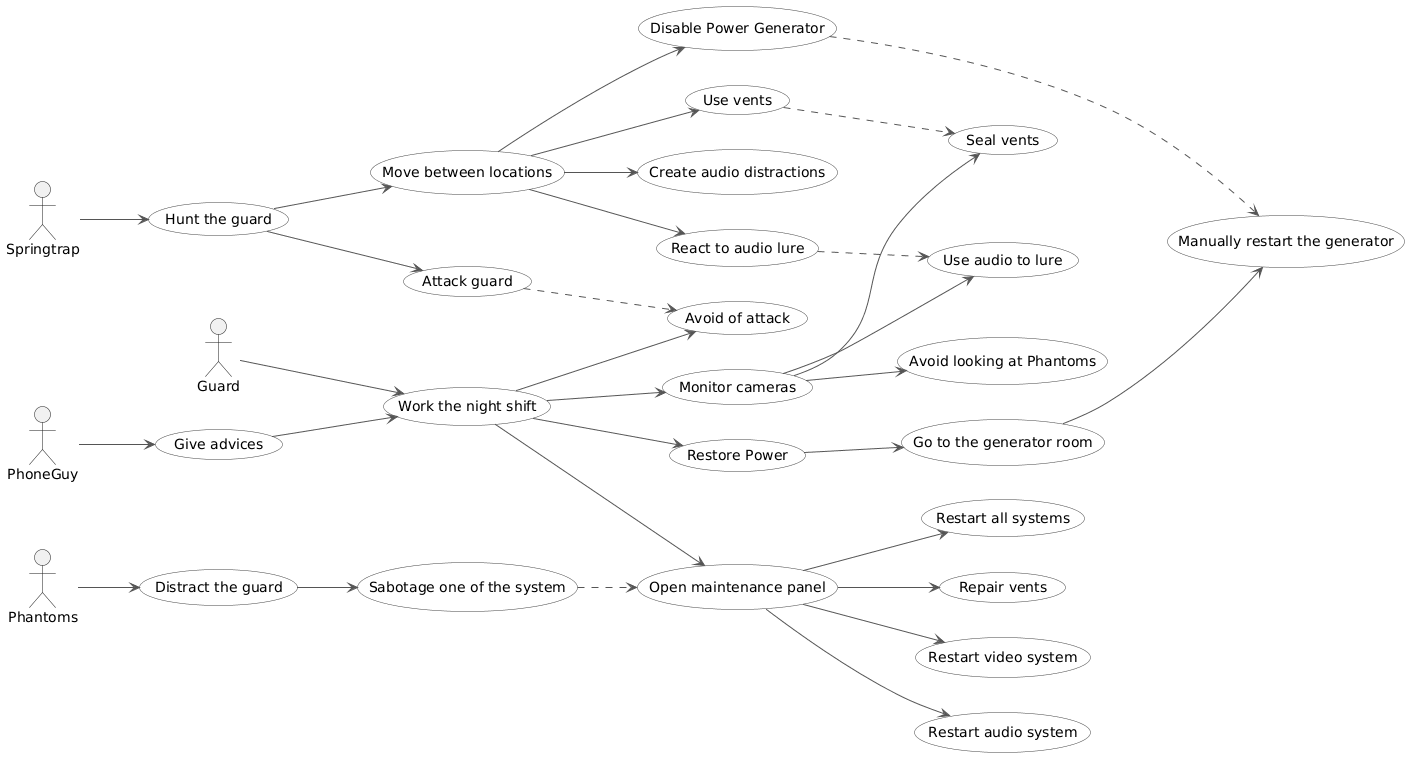 Disable Power Generator
Use vents
Seal vents
Move between locations
Create audio distractions
Hunt the guard
Springtrap
React to audio lure
Manually restart the generator
Use audio to lure
Attack guard
Avoid of attack
Avoid looking at Phantoms
Guard
Monitor cameras
Work the night shift
PhoneGuy
Give advices
Go to the generator room
Restore Power
Restart all systems
Phantoms
Distract the guard
Sabotage one of the system
Open maintenance panel
Repair vents
Restart video system
Restart audio system